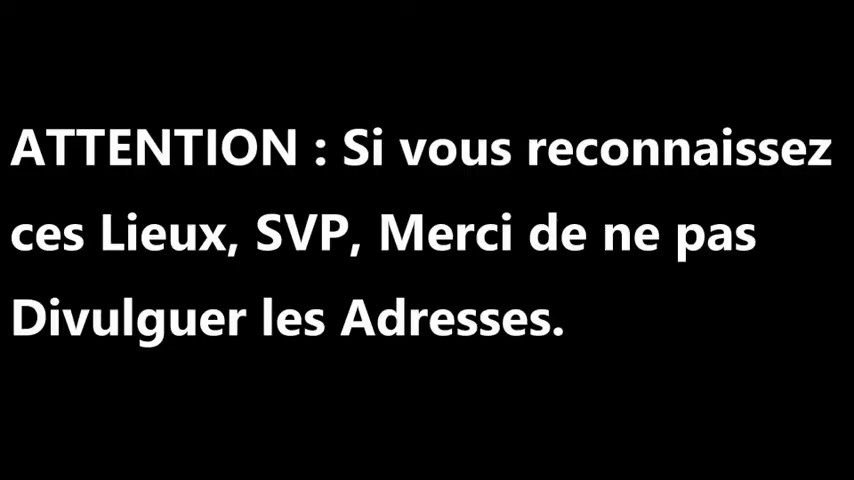 ATTENTION : Si vous reconnaissez
ces Lieux, SVP, Merci de ne pas
Divulguer les Adresses.